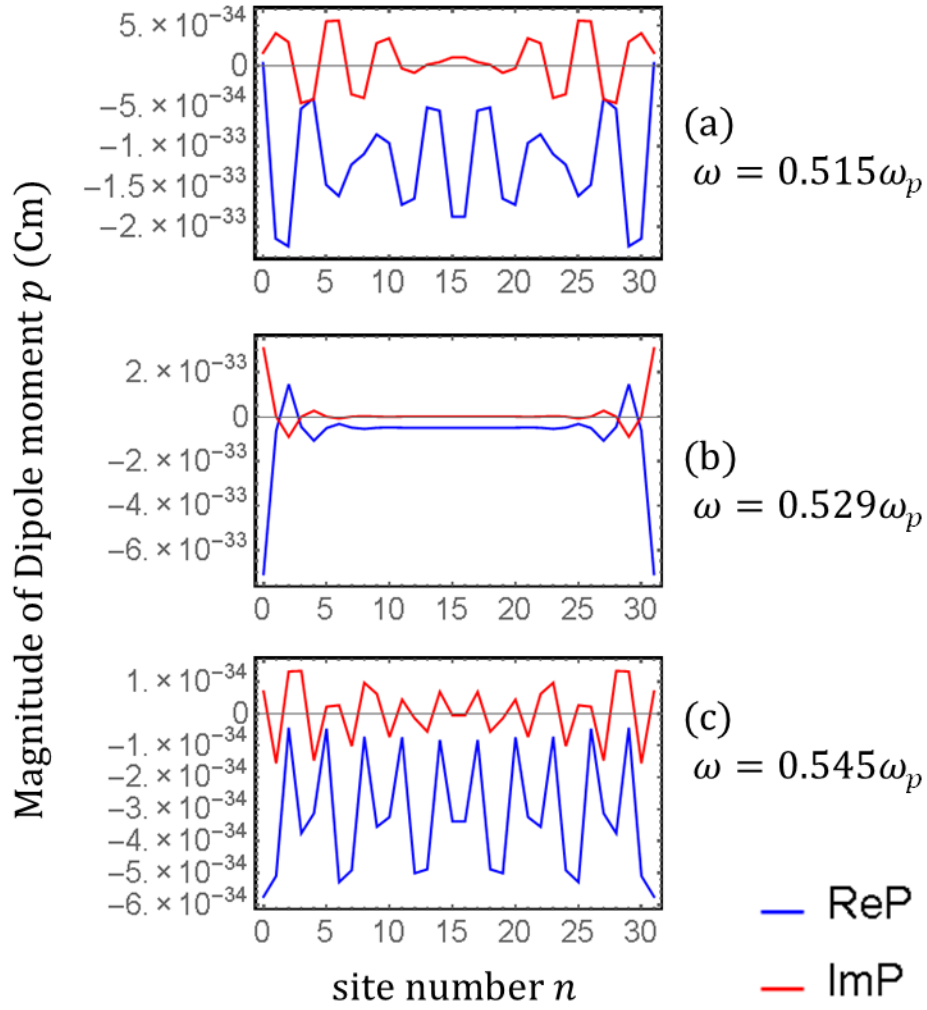 Magnitude of Dipole moment p (Cm)
5. × 10⁻³⁴
0
−5. × 10⁻³⁴
−1. × 10⁻³³
−1.5 × 10⁻³³
−2. × 10⁻³³
0 5 10 15 20 25 30
(a)
ω = 0.515ωₚ
2. × 10⁻³³
0
−2. × 10⁻³³
−4. × 10⁻³³
−6. × 10⁻³³
0 5 10 15 20 25 30
(b)
ω = 0.529ωₚ
1. × 10⁻³⁴
0
−1. × 10⁻³⁴
−2. × 10⁻³⁴
−3. × 10⁻³⁴
−4. × 10⁻³⁴
−5. × 10⁻³⁴
−6. × 10⁻³⁴
0 5 10 15 20 25 30
(c)
ω = 0.545ωₚ
site number n
ReP
ImP